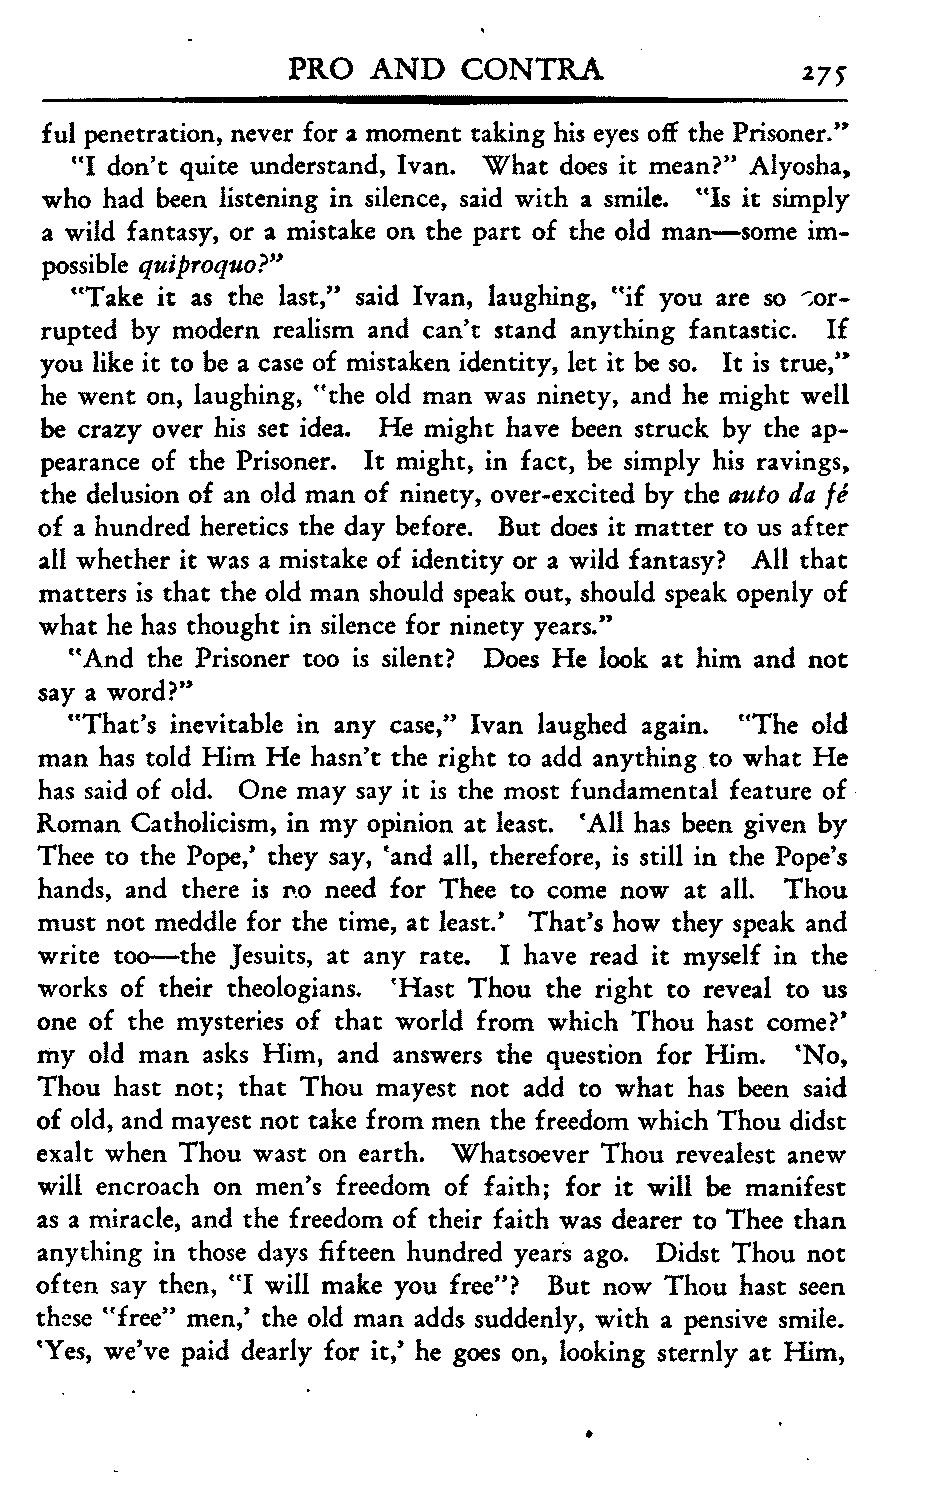 PRO AND CONTRA 275
ful penetration, never for a moment taking his eyes off the Prisoner."
"I don't quite understand, Ivan. What does it mean?" Alyosha,
who had been listening in silence, said with a smile. "Is it simply
a wild fantasy, or a mistake on the part of the old man—some im-
possible quiproquo?"
"Take it as the last," said Ivan, laughing, "if you are so cor-
rupted by modern realism and can't stand anything fantastic. If
you like it to be a case of mistaken identity, let it be so. It is true,"
he went on, laughing, "the old man was ninety, and he might well
be crazy over his set idea. He might have been struck by the ap-
pearance of the Prisoner. It might, in fact, be simply his ravings,
the delusion of an old man of ninety, over-excited by the auto da fé
of a hundred heretics the day before. But does it matter to us after
all whether it was a mistake of identity or a wild fantasy? All that
matters is that the old man should speak out, should speak openly of
what he has thought in silence for ninety years."
"And the Prisoner too is silent? Does He look at him and not
say a word?"
"That's inevitable in any case," Ivan laughed again. "The old
man has told Him He hasn't the right to add anything to what He
has said of old. One may say it is the most fundamental feature of
Roman Catholicism, in my opinion at least. 'All has been given by
Thee to the Pope,' they say, 'and all, therefore, is still in the Pope's
hands, and there is no need for Thee to come now at all. Thou
must not meddle for the time, at least.' That's how they speak and
write too—the Jesuits, at any rate. I have read it myself in the
works of their theologians. 'Hast Thou the right to reveal to us
one of the mysteries of that world from which Thou hast come?'
my old man asks Him, and answers the question for Him. 'No,
Thou hast not; that Thou mayest not add to what has been said
of old, and mayest not take from men the freedom which Thou didst
exalt when Thou wast on earth. Whatsoever Thou revealest anew
will encroach on men's freedom of faith; for it will be manifest
as a miracle, and the freedom of their faith was dearer to Thee than
anything in those days fifteen hundred years ago. Didst Thou not
often say then, "I will make you free"? But now Thou hast seen
these "free" men,' the old man adds suddenly, with a pensive smile.
'Yes, we've paid dearly for it,' he goes on, looking sternly at Him,